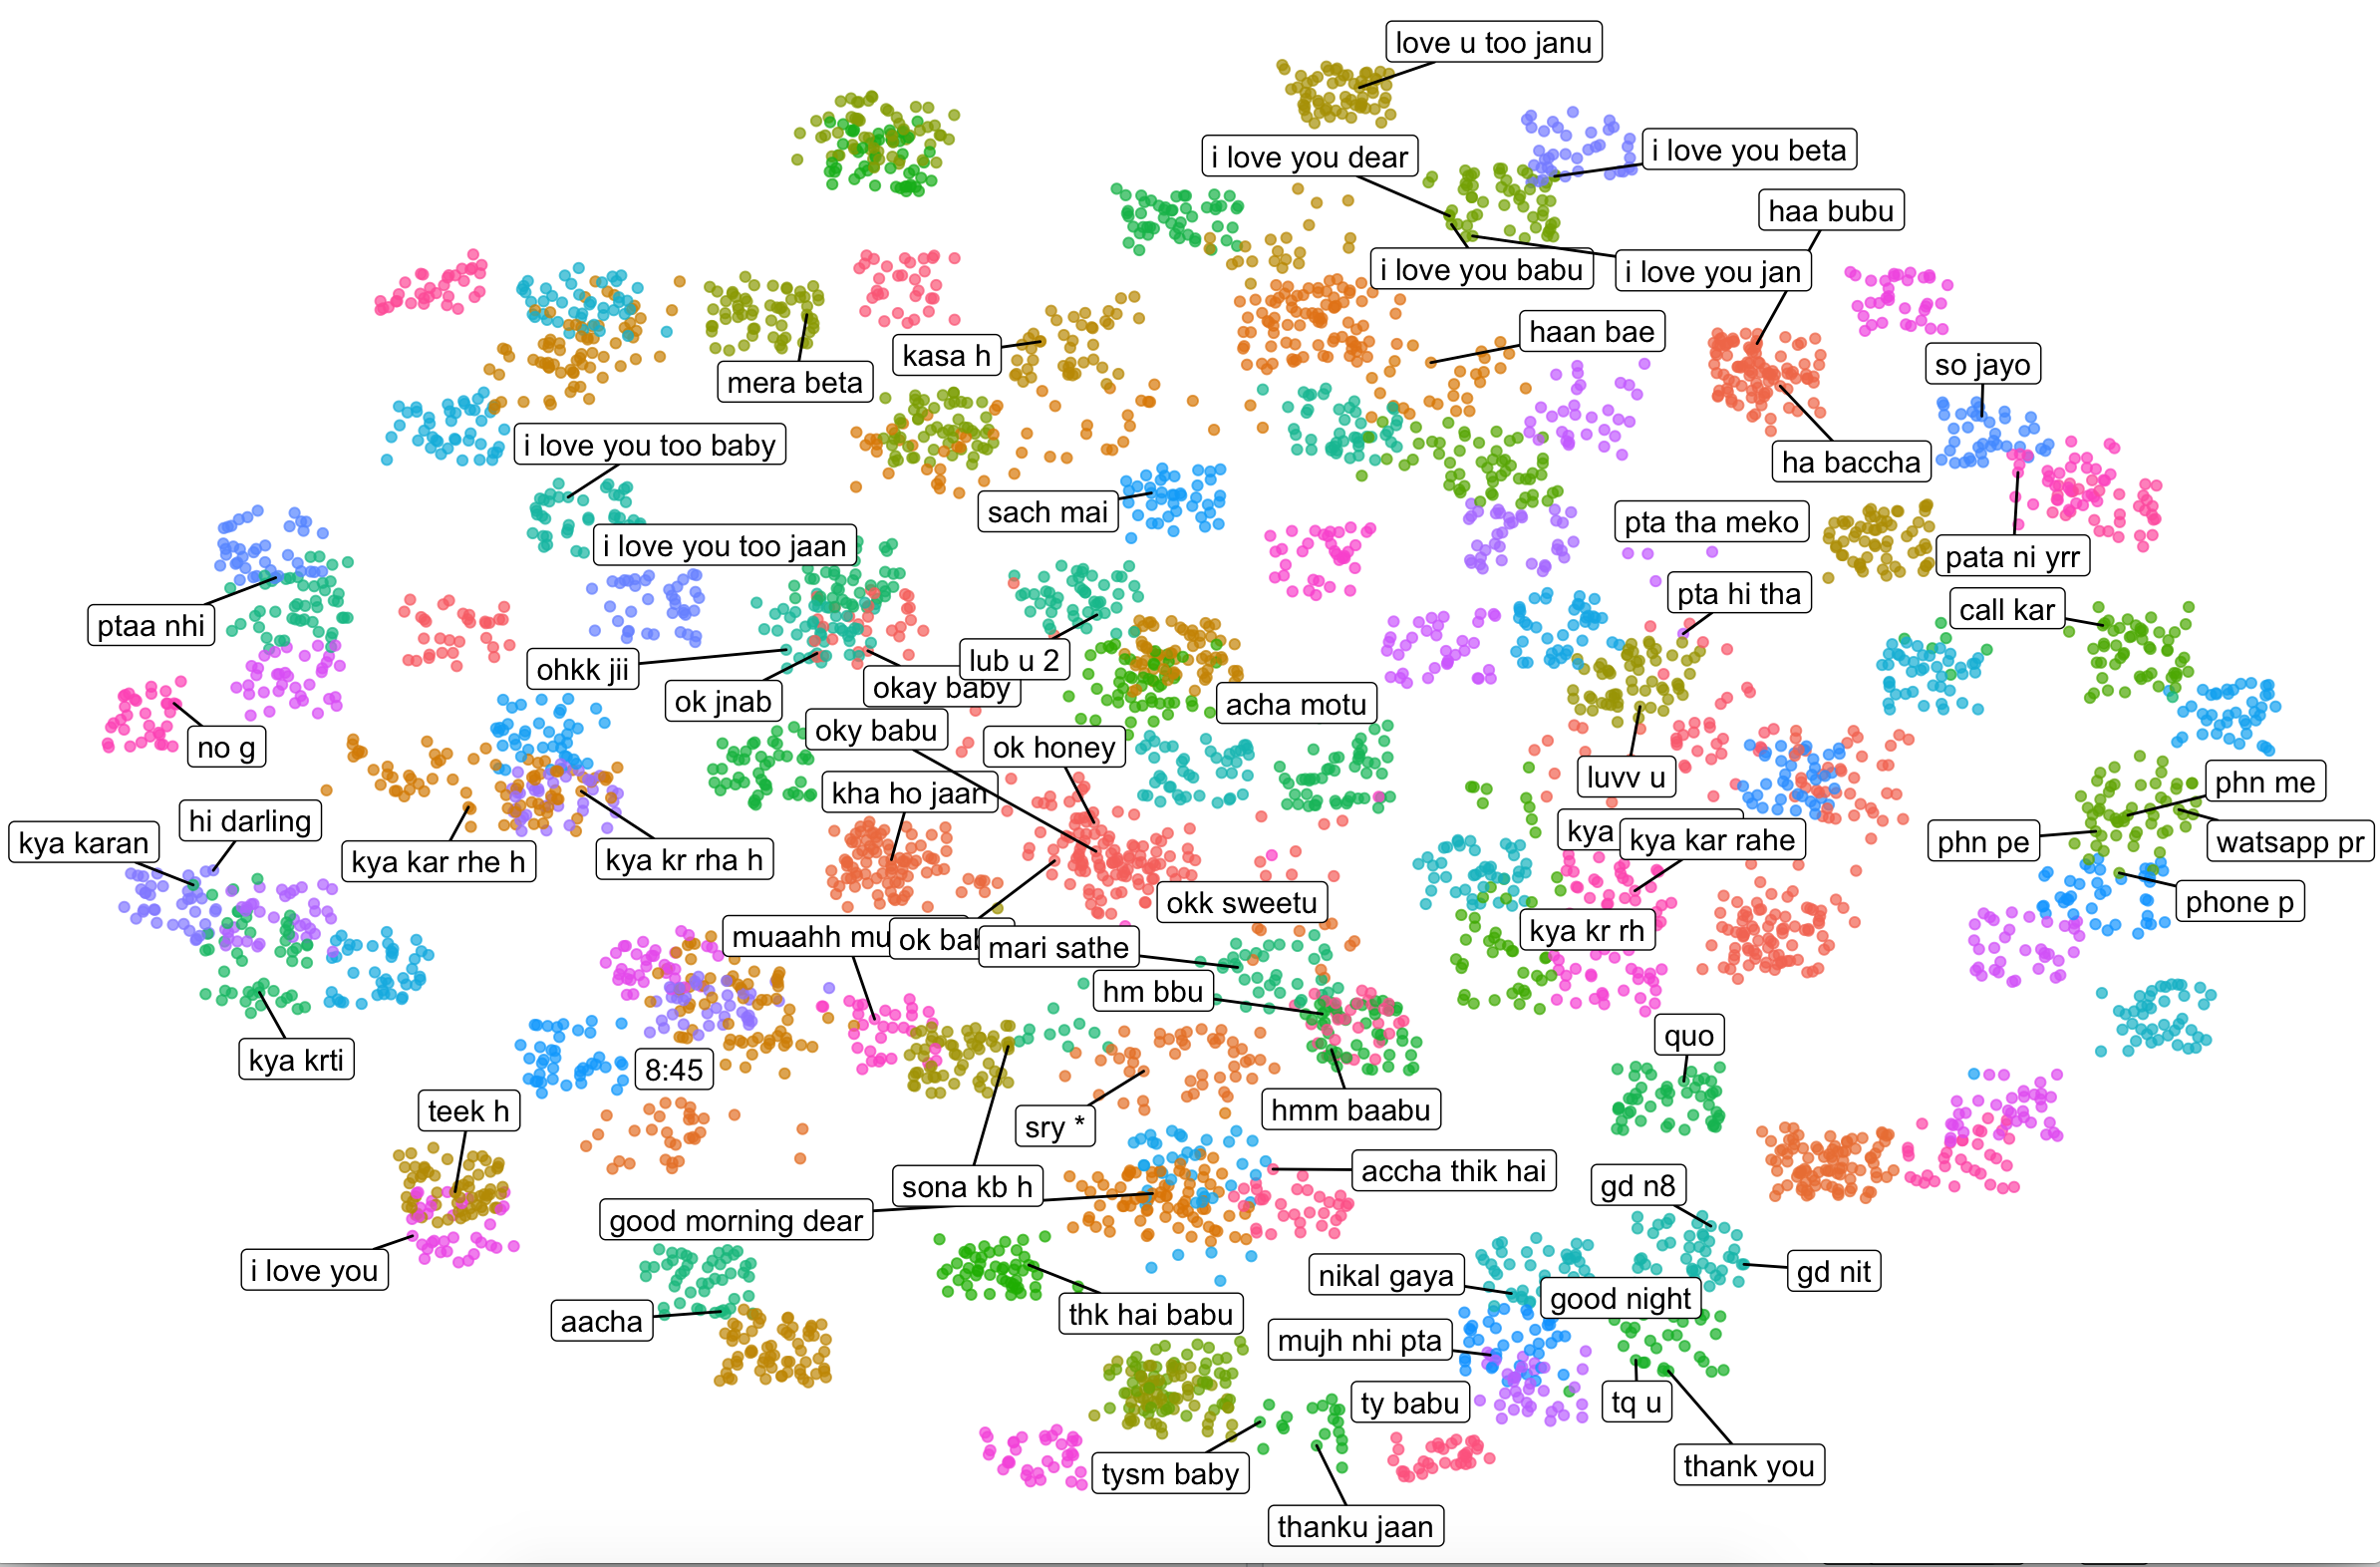 love u too janu
i love you dear
i love you beta
haa bubu
i love you babu
i love you jan
haan bae
kasa h
mera beta
so jayo
i love you too baby
ha baccha
sach mai
pta tha meko
i love you too jaan
pata ni yrr
pta hi tha
call kar
ptaa nhi
ohkk jii
lub u 2
okay baby
ok jnab
acha motu
oky babu
ok honey
no g
luvv u
phn me
kha ho jaan
hi darling
kya karan
kya
kya kar rahe
phn pe
watsapp pr
kya kar rhe h
kya kr rha h
okk sweetu
phone p
kya kr rh
muaahh mu
ok bab
mari sathe
hm bbu
quo
kya krti
8:45
teek h
sry *
hmm baabu
accha thik hai
sona kb h
gd n8
good morning dear
i love you
nikal gaya
gd nit
good night
aacha
thk hai babu
mujh nhi pta
ty babu
tq u
tysm baby
thank you
thanku jaan